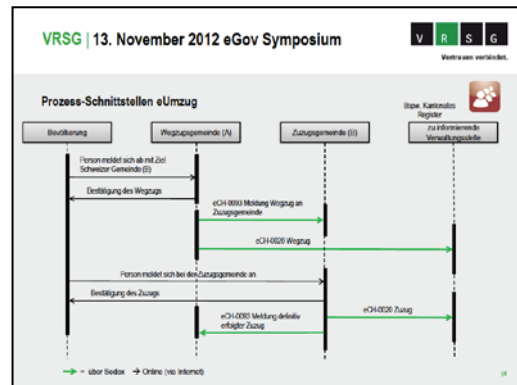 VRSG | 13. November 2012 eGov Symposium
V R S G
Vertrauen verbindet.
Prozess-Schnittstellen eUmzug
Bspw. Kantonales
Register
Bevölkerung
Wegzugsgemeinde (A)
Zuzugsgemeinde (B)
zu informierende
Verwaltungsstelle
Person meldet sich ab mit Ziel
Schweizer Gemeinde (B)
Bestätigung des Wegzugs
eCH-0093 Meldung Wegzug an
Zuzugsgemeinde
eCH-0020 Wegzug
Person meldet sich bei der Zuzugsgemeinde an
Bestätigung des Zuzugs
eCH-0093 Meldung definitiv
erfolgter Zuzug
eCH-0020 Zuzug
= über Sedex
Online (via Internet)